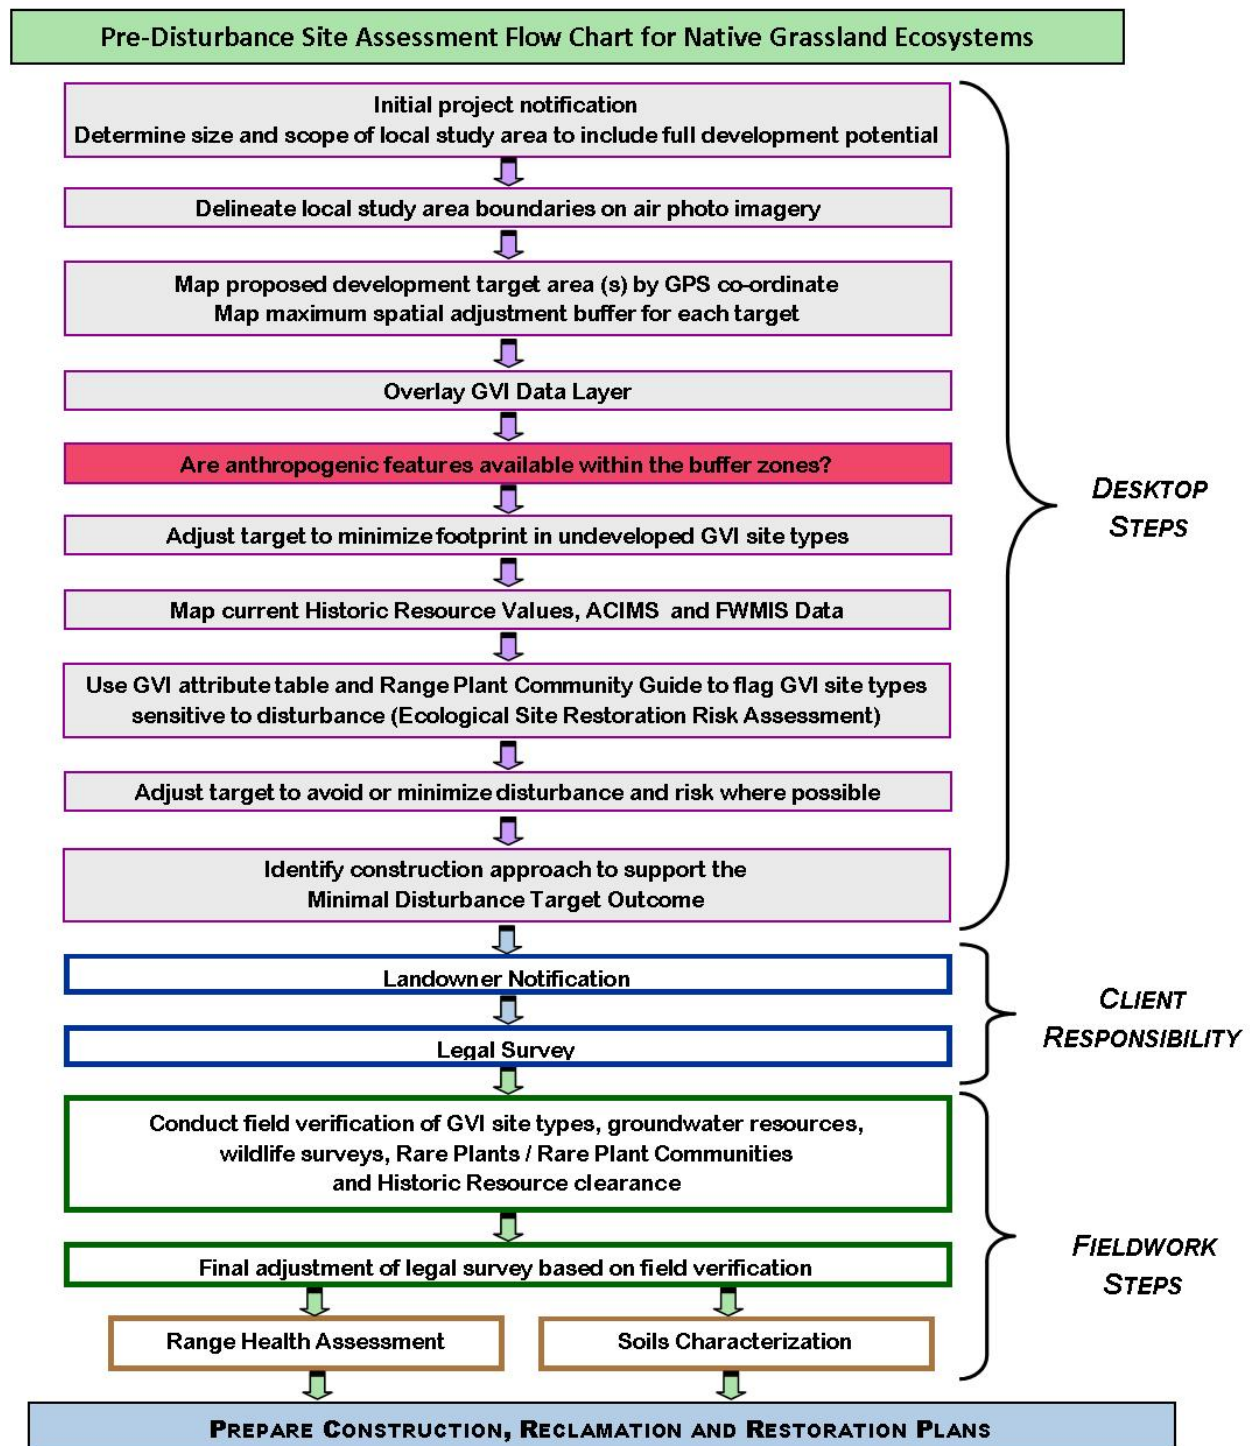 Pre-Disturbance Site Assessment Flow Chart for Native Grassland Ecosystems
Initial project notification
Determine size and scope of local study area to include full development potential
Delineate local study area boundaries on air photo imagery
Map proposed development target area (s) by GPS co-ordinate
Map maximum spatial adjustment buffer for each target
Overlay GVI Data Layer
Are anthropogenic features available within the buffer zones?
Adjust target to minimize footprint in undeveloped GVI site types
Map current Historic Resource Values, ACIMS and FWMIS Data
Use GVI attribute table and Range Plant Community Guide to flag GVI site types
sensitive to disturbance (Ecological Site Restoration Risk Assessment)
Adjust target to avoid or minimize disturbance and risk where possible
Identify construction approach to support the
Minimal Disturbance Target Outcome
DESKTOP
STEPS
Landowner Notification
Legal Survey
CLIENT
RESPONSIBILITY
Conduct field verification of GVI site types, groundwater resources,
wildlife surveys, Rare Plants / Rare Plant Communities
and Historic Resource clearance
Final adjustment of legal survey based on field verification
Range Health Assessment
Soils Characterization
FIELDWORK
STEPS
PREPARE CONSTRUCTION, RECLAMATION AND RESTORATION PLANS